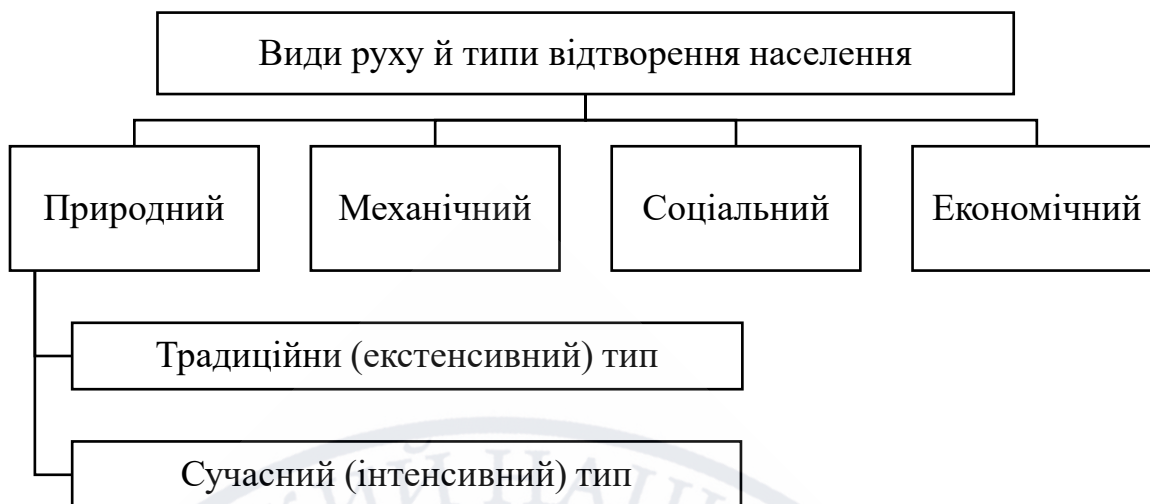 Види руху й типи відтворення населення
Природний
Механічний
Соціальний
Економічний
Традиційни (екстенсивний) тип
Сучасний (інтенсивний) тип